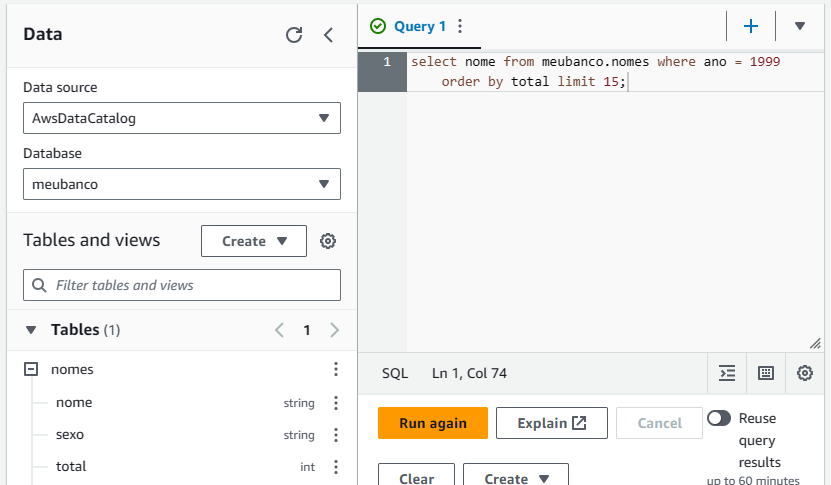 Data
Data source
AwsDataCatalog
Database
meubanco
Tables and views
Create
Filter tables and views
Tables (1)
1
nomes
nome string
sexo string
total int
Query 1
1 select nome from meubanco.nomes where ano = 1999
order by total limit 15;
SQL Ln 1, Col 74
Run again
Explain
Cancel
Reuse
query
results
up to 60 minutes
Clear
Create